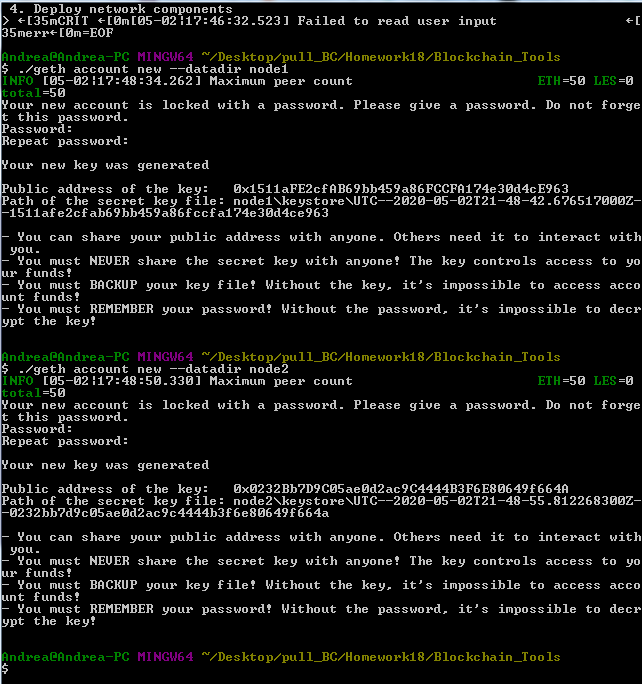 4. Deploy network components
> ←[35mCRIT ←[0m[05-02|17:46:32.523] Failed to read user input ←[
35merr←[0m=EOF
Andrea@Andrea-PC MINGW64 ~/Desktop/pull_BC/Homework18/Blockchain_Tools
$ ./geth account new --datadir node1
INFO [05-02|17:48:34.262] Maximum peer count ETH=50 LES=0
total=50
Your new account is locked with a password. Please give a password. Do not forge
t this password.
Password:
Repeat password:
Your new key was generated
Public address of the key: 0x1511aFE2cfAB69bb459a86FCCFA174e30d4cE963
Path of the secret key file: node1\keystore\UTC--2020-05-02T21-48-42.676517000Z-
-1511afe2cfab69bb459a86fccfa174e30d4ce963
- You can share your public address with anyone. Others need it to interact with
you.
- You must NEVER share the secret key with anyone! The key controls access to yo
ur funds!
- You must BACKUP your key file! Without the key, it's impossible to access acco
unt funds!
- You must REMEMBER your password! Without the password, it's impossible to decr
ypt the key!
Andrea@Andrea-PC MINGW64 ~/Desktop/pull_BC/Homework18/Blockchain_Tools
$ ./geth account new --datadir node2
INFO [05-02|17:48:50.330] Maximum peer count ETH=50 LES=0
total=50
Your new account is locked with a password. Please give a password. Do not forge
t this password.
Password:
Repeat password:
Your new key was generated
Public address of the key: 0x0232Bb7D9C05ae0d2ac9C4444B3F6E80649f664A
Path of the secret key file: node2\keystore\UTC--2020-05-02T21-48-55.812268300Z-
-0232bb7d9c05ae0d2ac9c4444b3f6e80649f664a
- You can share your public address with anyone. Others need it to interact with
you.
- You must NEVER share the secret key with anyone! The key controls access to yo
ur funds!
- You must BACKUP your key file! Without the key, it's impossible to access acco
unt funds!
- You must REMEMBER your password! Without the password, it's impossible to decr
ypt the key!
Andrea@Andrea-PC MINGW64 ~/Desktop/pull_BC/Homework18/Blockchain_Tools
$